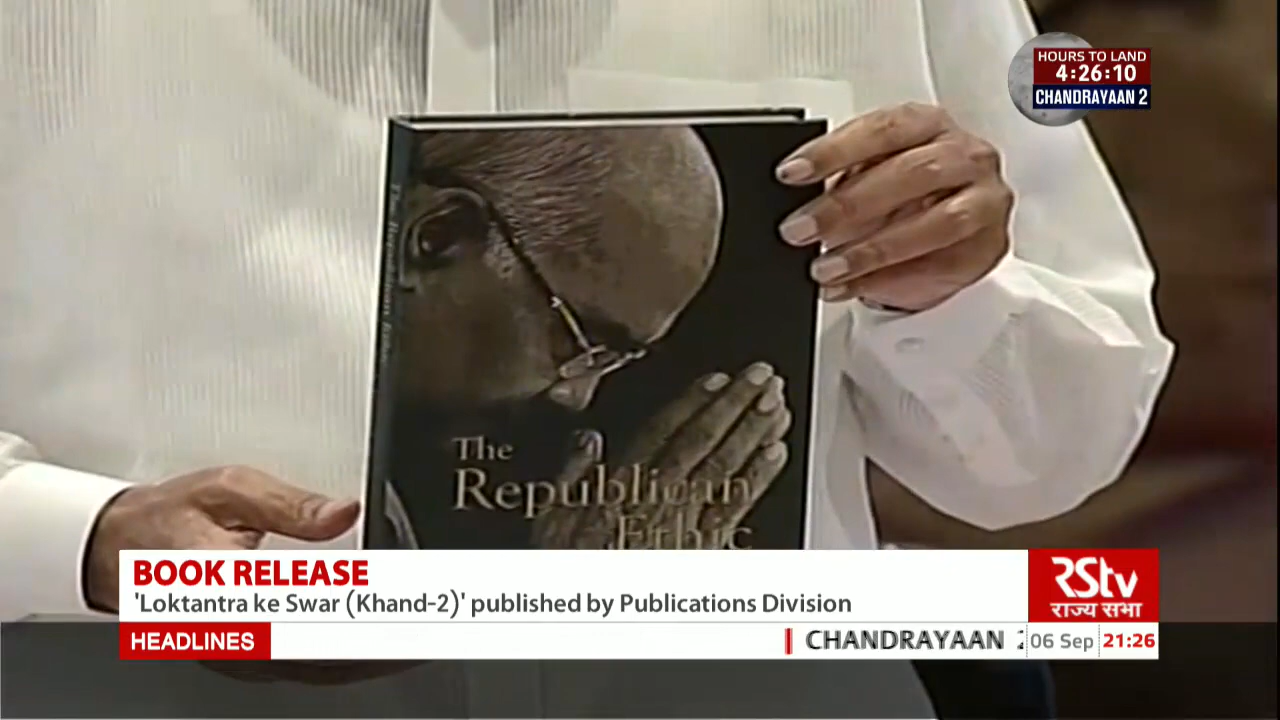 HOURS TO LAND
4:26:10
CHANDRAYAAN 2
The
Republican
Ethic
BOOK RELEASE
'Loktantra ke Swar (Khand-2)' published by Publications Division
RSTV
राज्य सभा
HEADLINES
CHANDRAYAAN
06 Sep
21:26